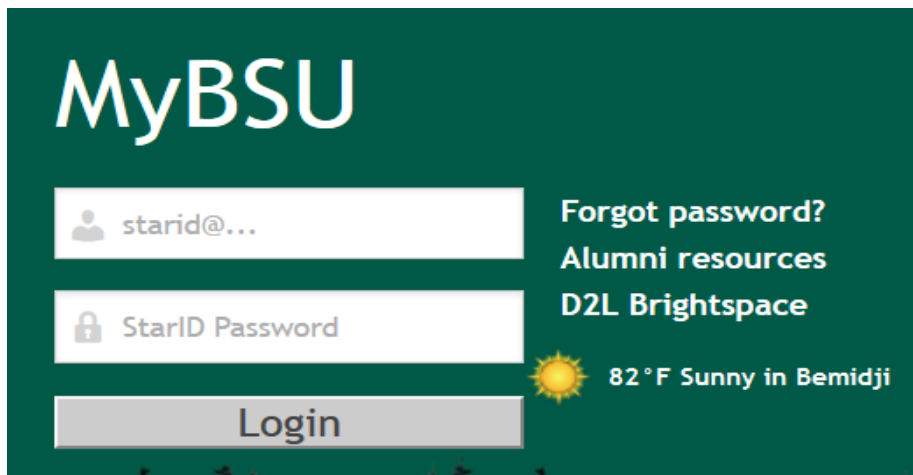 MyBSU
starid@...
Forgot password?
Alumni resources
StarID Password
D2L Brightspace
82°F Sunny in Bemidji
Login